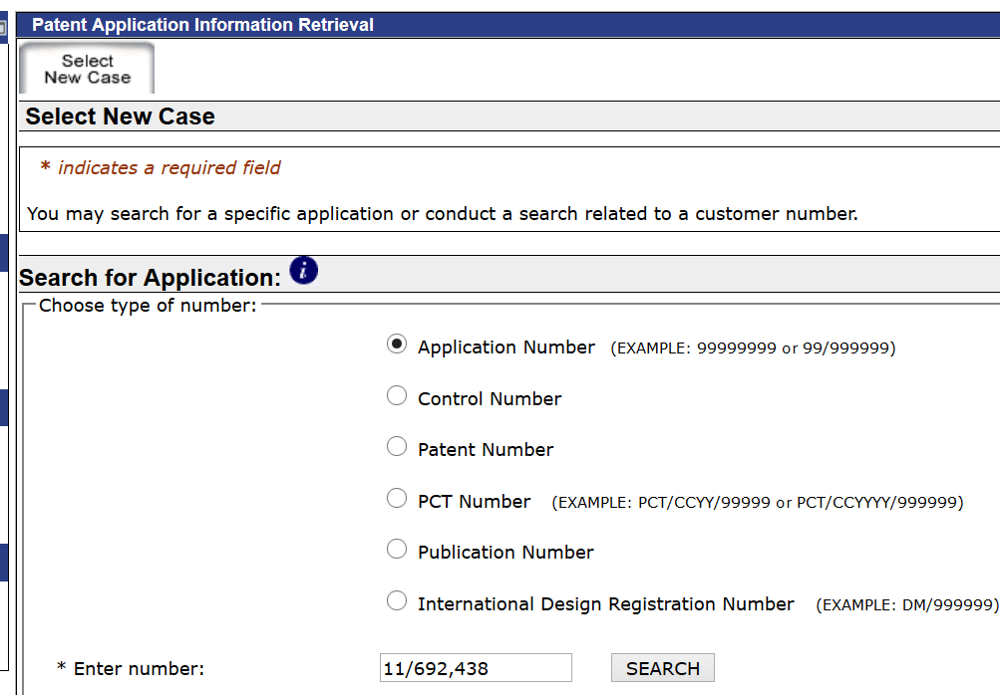 Patent Application Information Retrieval
Select
New Case
Select New Case
* indicates a required field
You may search for a specific application or conduct a search related to a customer number.
Search for Application: i
Choose type of number:
Application Number (EXAMPLE: 99999999 or 99/999999)
Control Number
Patent Number
PCT Number (EXAMPLE: PCT/CCYY/99999 or PCT/CCYYYY/999999)
Publication Number
International Design Registration Number (EXAMPLE: DM/999999)
* Enter number: 11/692,438 SEARCH